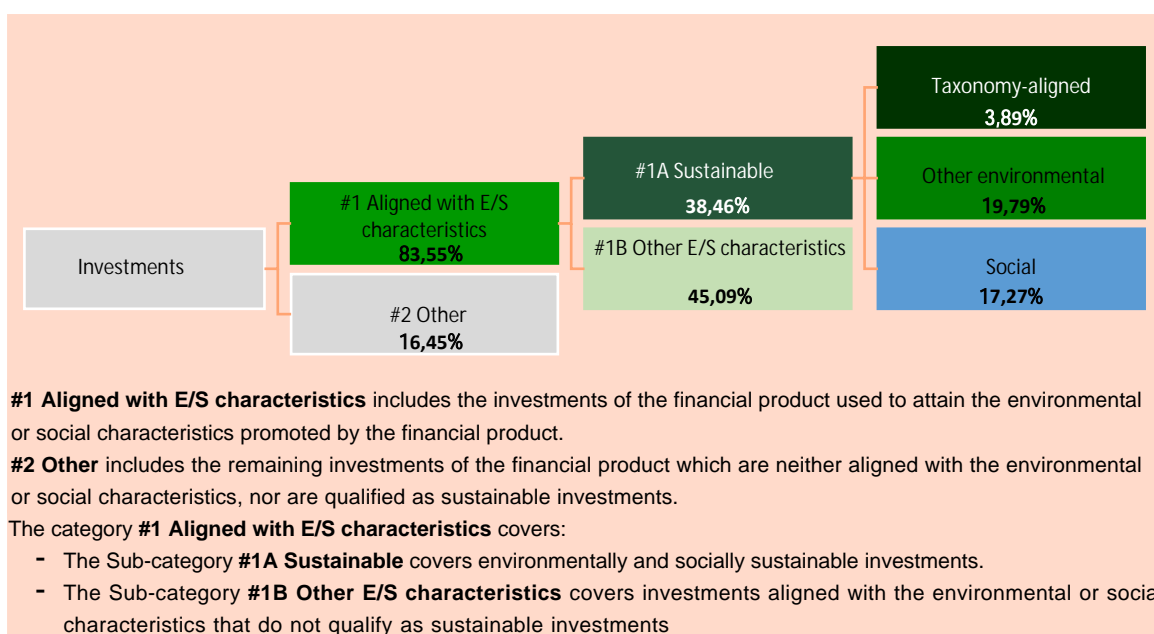 Taxonomy-aligned
3,89%
#1A Sustainable
38,46%
Other environmental
19,79%
#1 Aligned with E/S
characteristics
83,55%
#1B Other E/S characteristics
45,09%
Investments
Social
17,27%
#2 Other
16,45%
#1 Aligned with E/S characteristics includes the investments of the financial product used to attain the environmental
or social characteristics promoted by the financial product.
#2 Other includes the remaining investments of the financial product which are neither aligned with the environmental
or social characteristics, nor are qualified as sustainable investments.
The category #1 Aligned with E/S characteristics covers:
- The Sub-category #1A Sustainable covers environmentally and socially sustainable investments.
- The Sub-category #1B Other E/S characteristics covers investments aligned with the environmental or socia
characteristics that do not qualify as sustainable investments